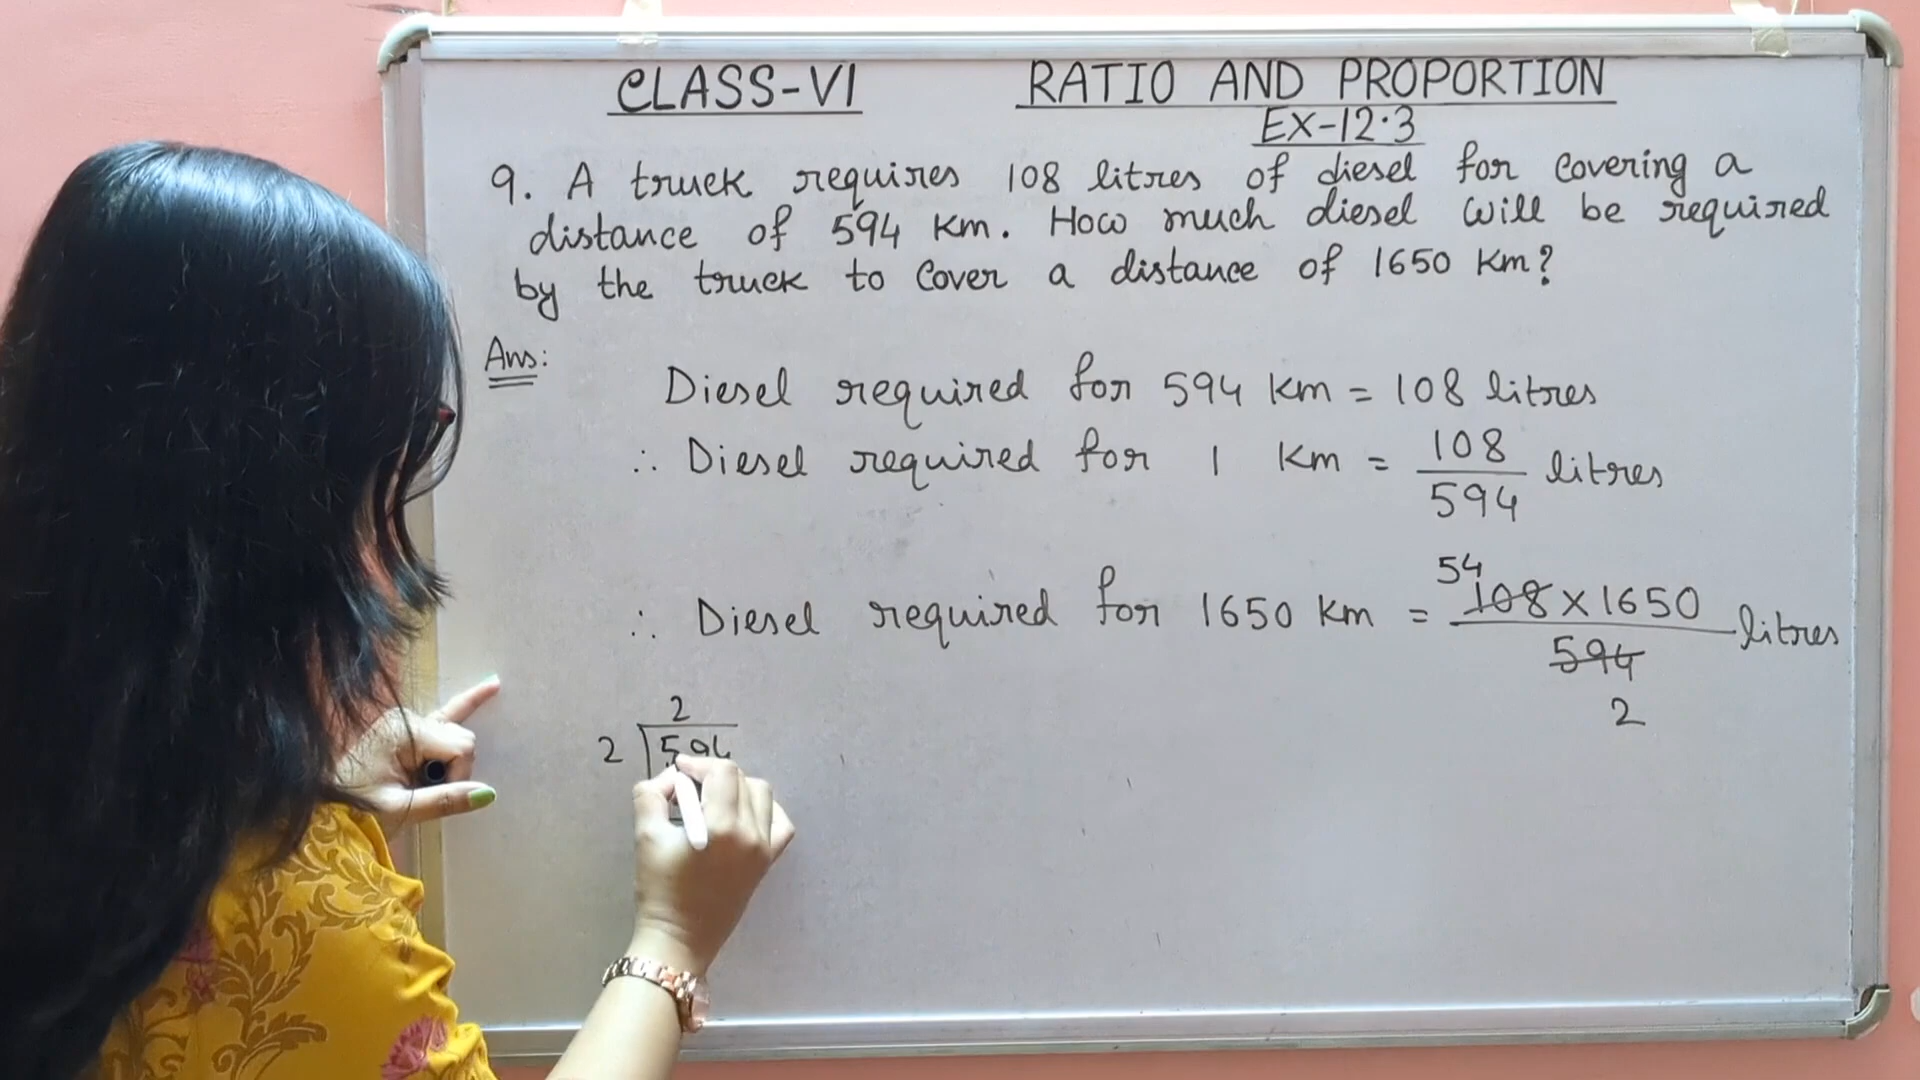 CLASS-VI RATIO AND PROPORTION
EX-12.3
9. A truck requires 108 litres of diesel for covering a
distance of 594 km. How much diesel will be required
by the truck to cover a distance of 1650 km?
Ans:
Diesel required for 594 km = 108 litres
∴ Diesel required for 1 km = 108/594 litres
54
∴ Diesel required for 1650 km = 108 x 1650 / 594 litres
2
2
2 594